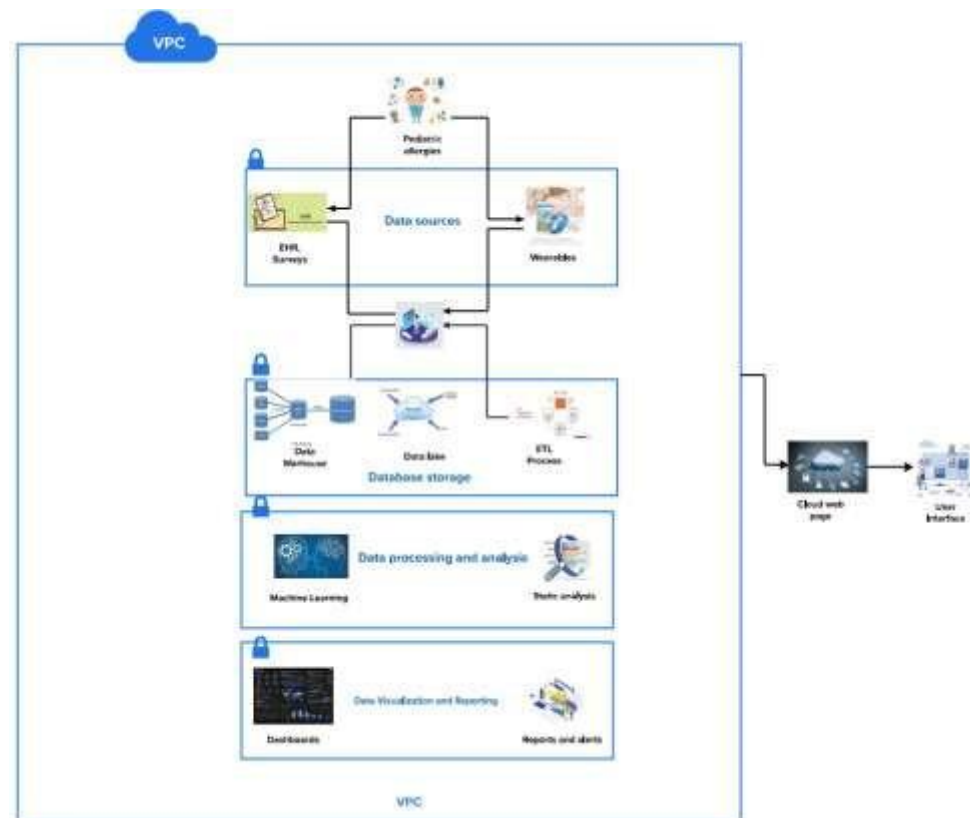 VPC
Pediatric
allergies
Data sources
EHR,
Surveys
Wearables
Data
Warehouse
Data lake
ETL
Process
Database storage
Cloud web
page
User
Interface
Data processing and analysis
Machine Learning
Static analysis
Data Visualization and Reporting
Dashboards
Reports and alerts
VPC